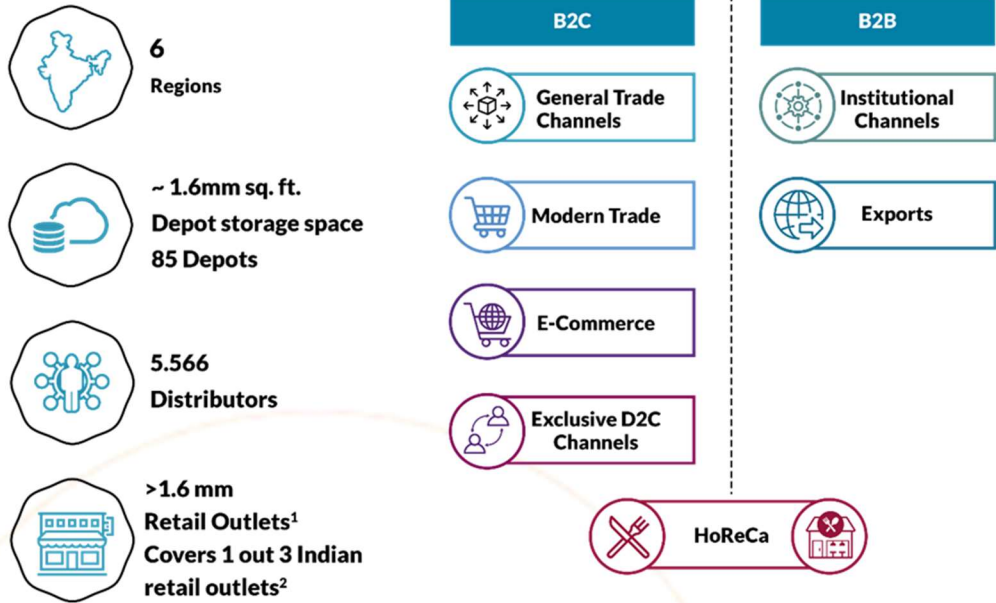 6
Regions
~ 1.6mm sq. ft.
Depot storage space
85 Depots
5.566
Distributors
>1.6 mm
Retail Outlets¹
Covers 1 out 3 Indian
retail outlets²
B2C
General Trade
Channels
Modern Trade
E-Commerce
Exclusive D2C
Channels
B2B
Institutional
Channels
Exports
HoReCa